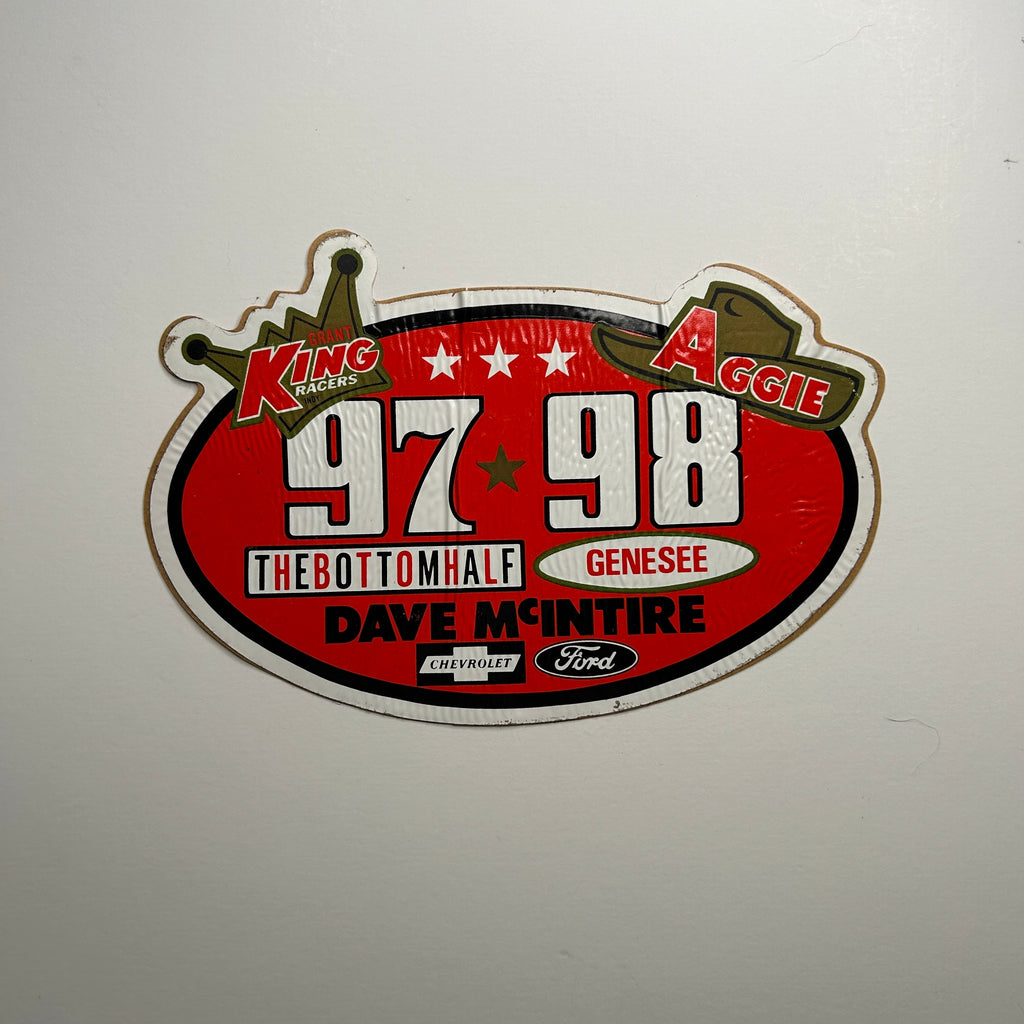 GRANT
KING
RACERS
INDY
AGGIE
97 98
THEBOTTOMHALF
GENESEE
DAVE McINTIRE
CHEVROLET
Ford